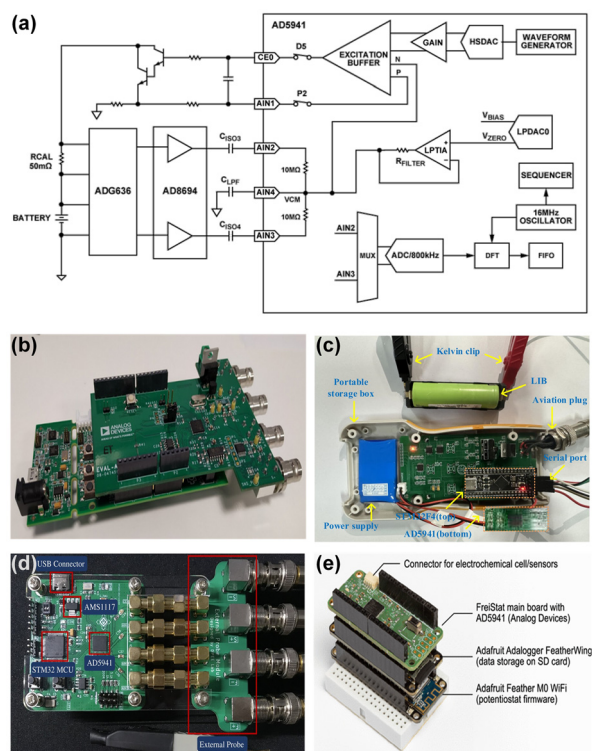 (a)
AD5941
CE0
D5
EXCITATION
BUFFER
GAIN
HSDAC
WAVEFORM
GENERATOR
N
P
AIN1
P2
RCAL
50mΩ
BATTERY
ADG636
AD8694
CISO3
AIN2
10MΩ
CLPF
AIN4
VCM
10MΩ
CISO4
AIN3
RFILTER
LPTIA
+
−
VBIAS
VZERO
LPDAC0
SEQUENCER
16MHz
OSCILLATOR
AIN2
AIN3
MUX
ADC/800kHz
DFT
FIFO
(b)
ANALOG
DEVICES
EVAL-A
(c)
Kelvin clip
Portable
storage box
LIB
Aviation plug
Serial port
Power supply
AD5941(bottom)
(d)
USB Connector
AMS1117
STM32 MCU
AD5941
External Probe
(e)
Connector for electrochemical cell/sensors
FreiStat main board with
AD5941 (Analog Devices)
Adafruit Adalogger FeatherWing
(data storage on SD card)
Adafruit Feather M0 WiFi
(potentiostat firmware)